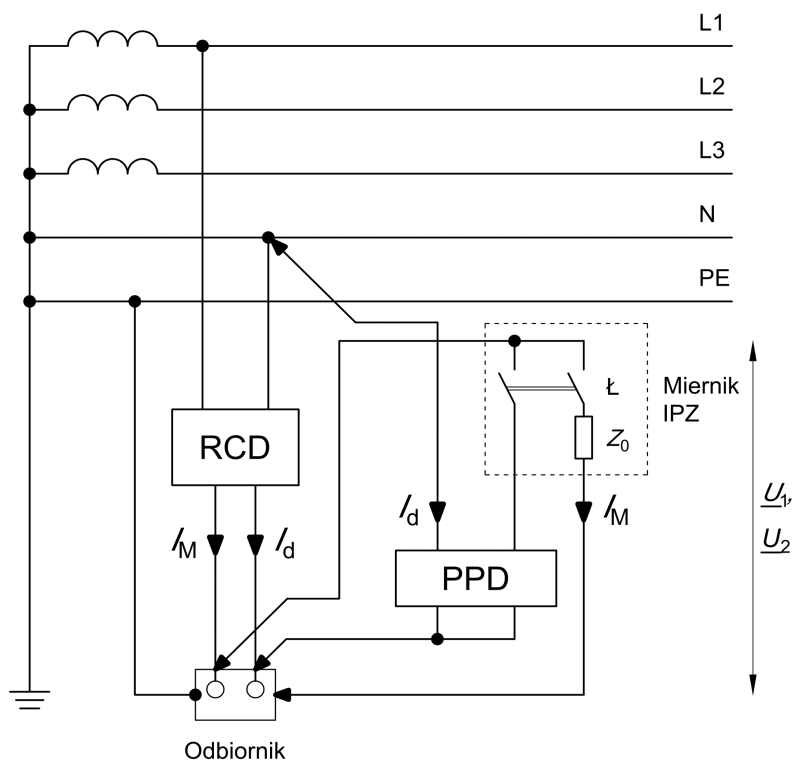 L1
L2
L3
N
PE
Ł
Miernik
IPZ
Z0
RCD
IM
Id
Id
IM
U1,
U2
PPD
Odbiornik